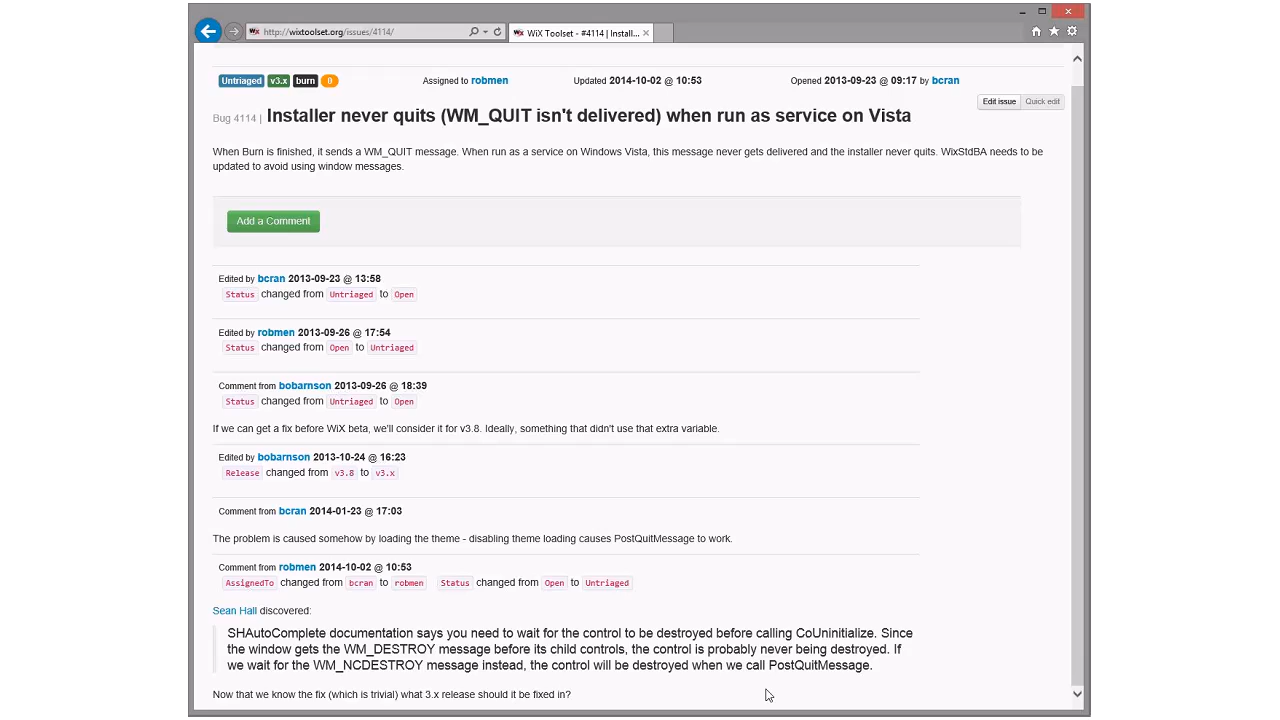 http://wixtoolset.org/issues/4114/
WiX Toolset - #4114 | Install...
Untriaged v3.x burn 0 Assigned to robmen Updated 2014-10-02 @ 10:53 Opened 2013-09-23 @ 09:17 by bcran
Edit issue Quick edit
Bug 4114 | Installer never quits (WM_QUIT isn't delivered) when run as service on Vista
When Burn is finished, it sends a WM_QUIT message. When run as a service on Windows Vista, this message never gets delivered and the installer never quits. WixStdBA needs to be
updated to avoid using window messages.
Add a Comment
Edited by bcran 2013-09-23 @ 13:58
Status changed from Untriaged to Open
Edited by robmen 2013-09-26 @ 17:54
Status changed from Open to Untriaged
Comment from bobarnson 2013-09-26 @ 18:39
Status changed from Untriaged to Open
If we can get a fix before WiX beta, we'll consider it for v3.8. Ideally, something that didn't use that extra variable.
Edited by bobarnson 2013-10-24 @ 16:23
Release changed from v3.8 to v3.x
Comment from bcran 2014-01-23 @ 17:03
The problem is caused somehow by loading the theme - disabling theme loading causes PostQuitMessage to work.
Comment from robmen 2014-10-02 @ 10:53
AssignedTo changed from bcran to robmen Status changed from Open to Untriaged
Sean Hall discovered:
SHAutoComplete documentation says you need to wait for the control to be destroyed before calling CoUninitialize. Since
the window gets the WM_DESTROY message before its child controls, the control is probably never being destroyed. If
we wait for the WM_NCDESTROY message instead, the control will be destroyed when we call PostQuitMessage.
Now that we know the fix (which is trivial) what 3.x release should it be fixed in?